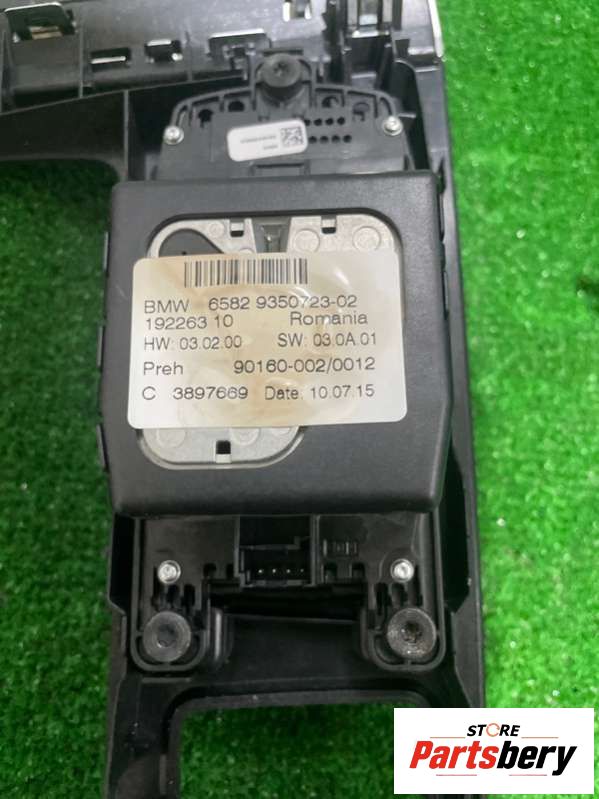 BMW 6582 9350723-02
192263 10 Romania
HW: 03.02.00 SW: 03.0A.01
Preh 90160-002/0012
C 3897669 Date: 10.07.15
STORE
Partsbery